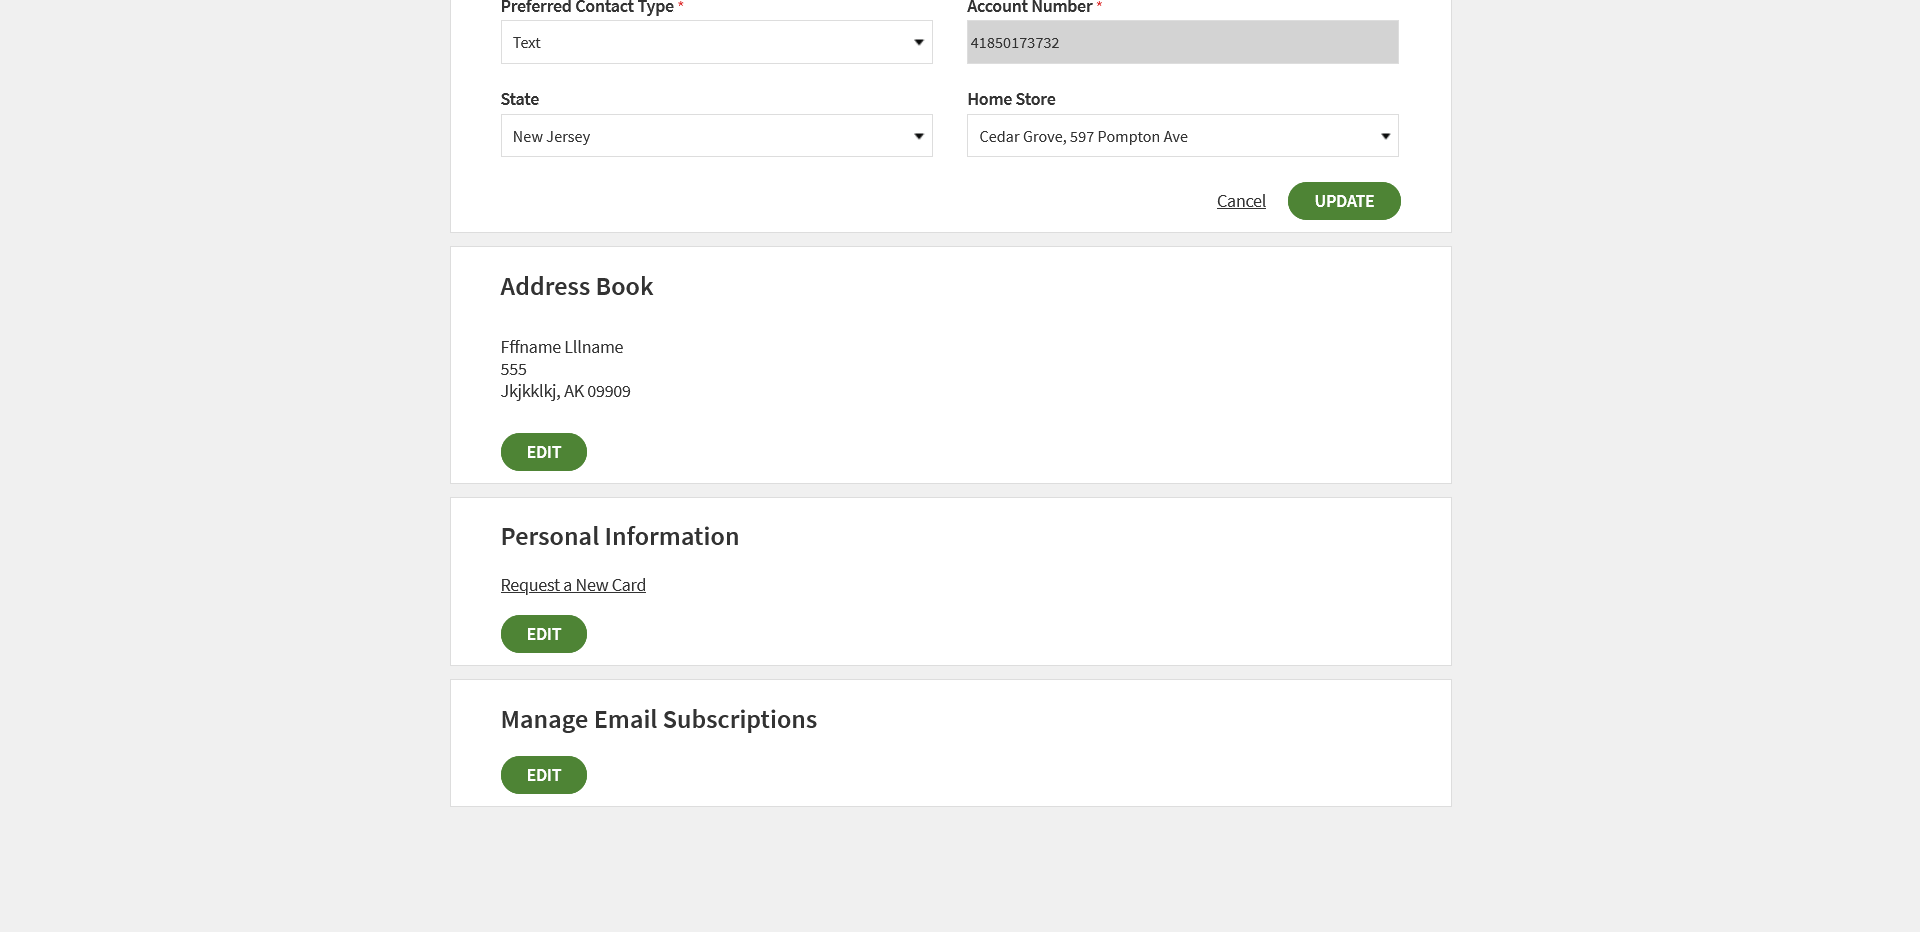 Preferred Contact Type *
Account Number *
Text
41850173732
State
Home Store
New Jersey
Cedar Grove, 597 Pompton Ave
Cancel
UPDATE
Address Book
Fffname Lllname
555
Jkjkklkj, AK 09909
EDIT
Personal Information
Request a New Card
EDIT
Manage Email Subscriptions
EDIT